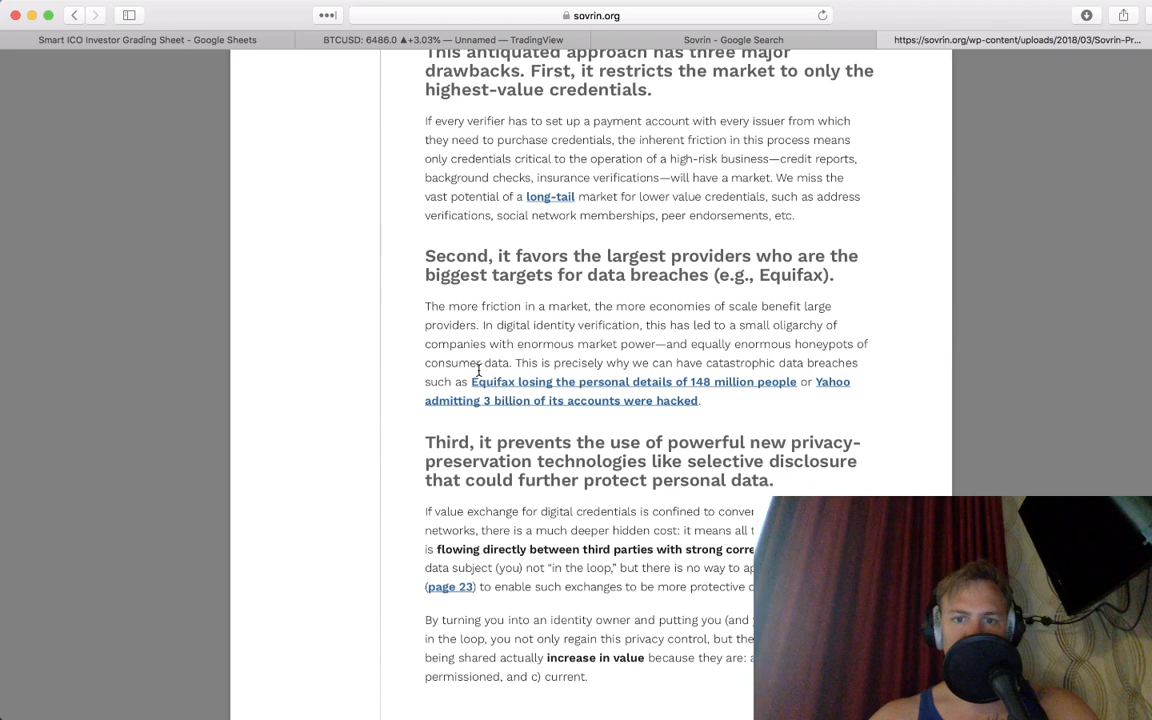 sovrin.org
Smart ICO Investor Grading Sheet - Google Sheets
BTCUSD: 6486.0 ▲+3.03% — Unnamed — TradingView
Sovrin - Google Search
https://sovrin.org/wp-content/uploads/2018/03/Sovrin-Pr...
This antiquated approach has three major
drawbacks. First, it restricts the market to only the
highest-value credentials.
If every verifier has to set up a payment account with every issuer from which
they need to purchase credentials, the inherent friction in this process means
only credentials critical to the operation of a high-risk business—credit reports,
background checks, insurance verifications—will have a market. We miss the
vast potential of a long-tail market for lower value credentials, such as address
verifications, social network memberships, peer endorsements, etc.
Second, it favors the largest providers who are the
biggest targets for data breaches (e.g., Equifax).
The more friction in a market, the more economies of scale benefit large
providers. In digital identity verification, this has led to a small oligarchy of
companies with enormous market power—and equally enormous honeypots of
consumer data. This is precisely why we can have catastrophic data breaches
such as Equifax losing the personal details of 148 million people or Yahoo
admitting 3 billion of its accounts were hacked.
Third, it prevents the use of powerful new privacy-
preservation technologies like selective disclosure
that could further protect personal data.
If value exchange for digital credentials is confined to
networks, there is a much deeper hidden cost: it means all
is flowing directly between third parties with strong
data subject (you) not “in the loop,” but there is no way to
(page 23) to enable such exchanges to be more protective
By turning you into an identity owner and putting you (and
in the loop, you not only regain this privacy control, but
being shared actually increase in value because they are:
permissioned, and c) current.